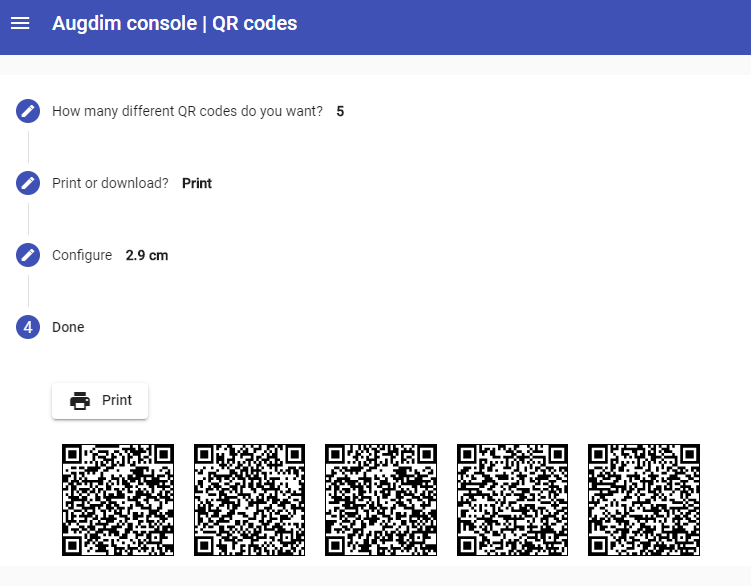 Augdim console | QR codes
How many different QR codes do you want? 5
Print or download? Print
Configure 2.9 cm
4 Done
Print